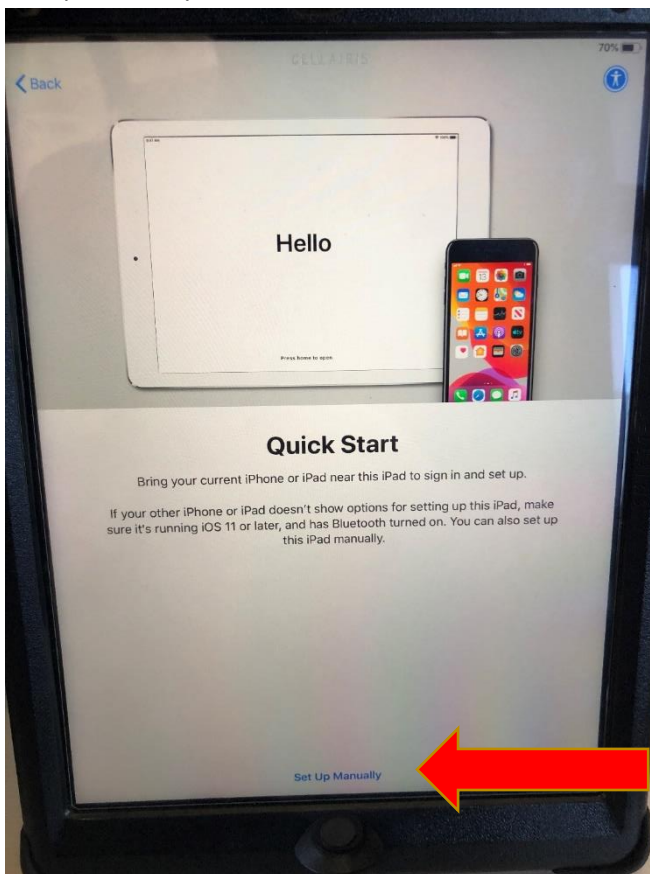 CELLAIRIS
70%
Back
Hello
Press home to open
Quick Start
Bring your current iPhone or iPad near this iPad to sign in and set up.
If your other iPhone or iPad doesn't show options for setting up this iPad, make
sure it's running iOS 11 or later, and has Bluetooth turned on. You can also set up
this iPad manually.
Set Up Manually